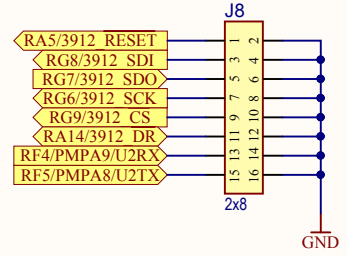 J8
RA5/3912_RESET 1 2
RG8/3912_SDI 3 4
RG7/3912_SDO 5 6
RG6/3912_SCK 7 8
RG9/3912_CS 9 10
RA14/3912_DR 11 12
RF4/PMPA9/U2RX 13 14
RF5/PMPA8/U2TX 15 16
2x8
GND